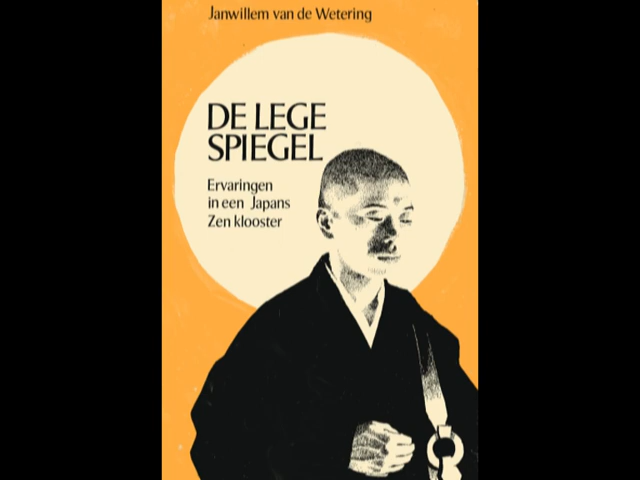 Janwillem van de Wetering
DE LEGE
SPIEGEL
Ervaringen
in een Japans
Zen klooster